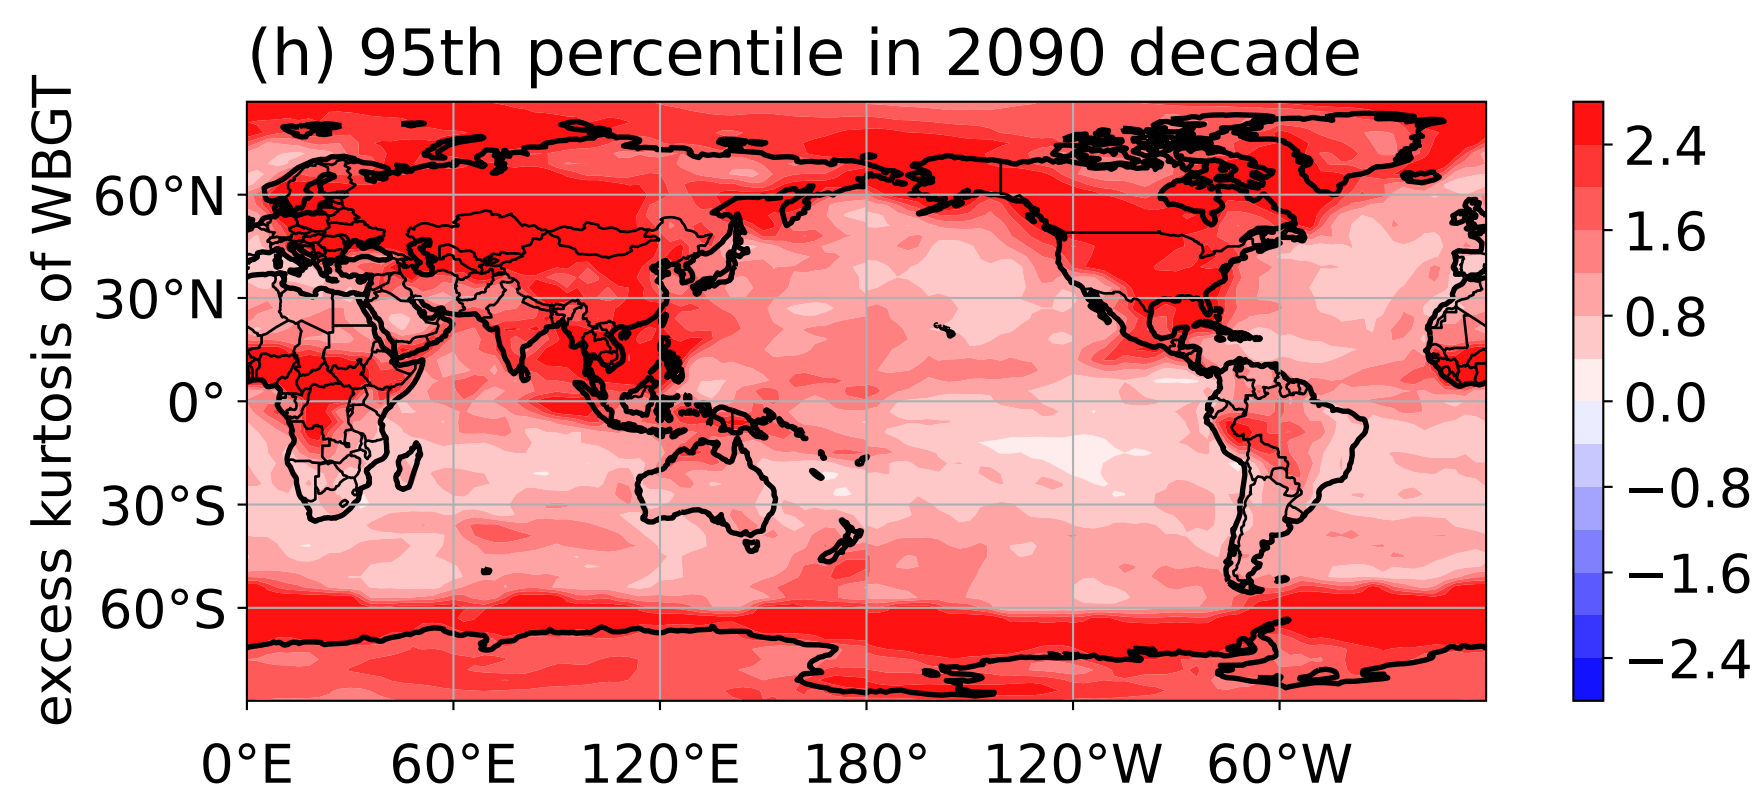 (h) 95th percentile in 2090 decade
excess kurtosis of WBGT
60°N
30°N
0°
30°S
60°S
0°E 60°E 120°E 180° 120°W 60°W
2.4
1.6
0.8
0.0
−0.8
−1.6
−2.4